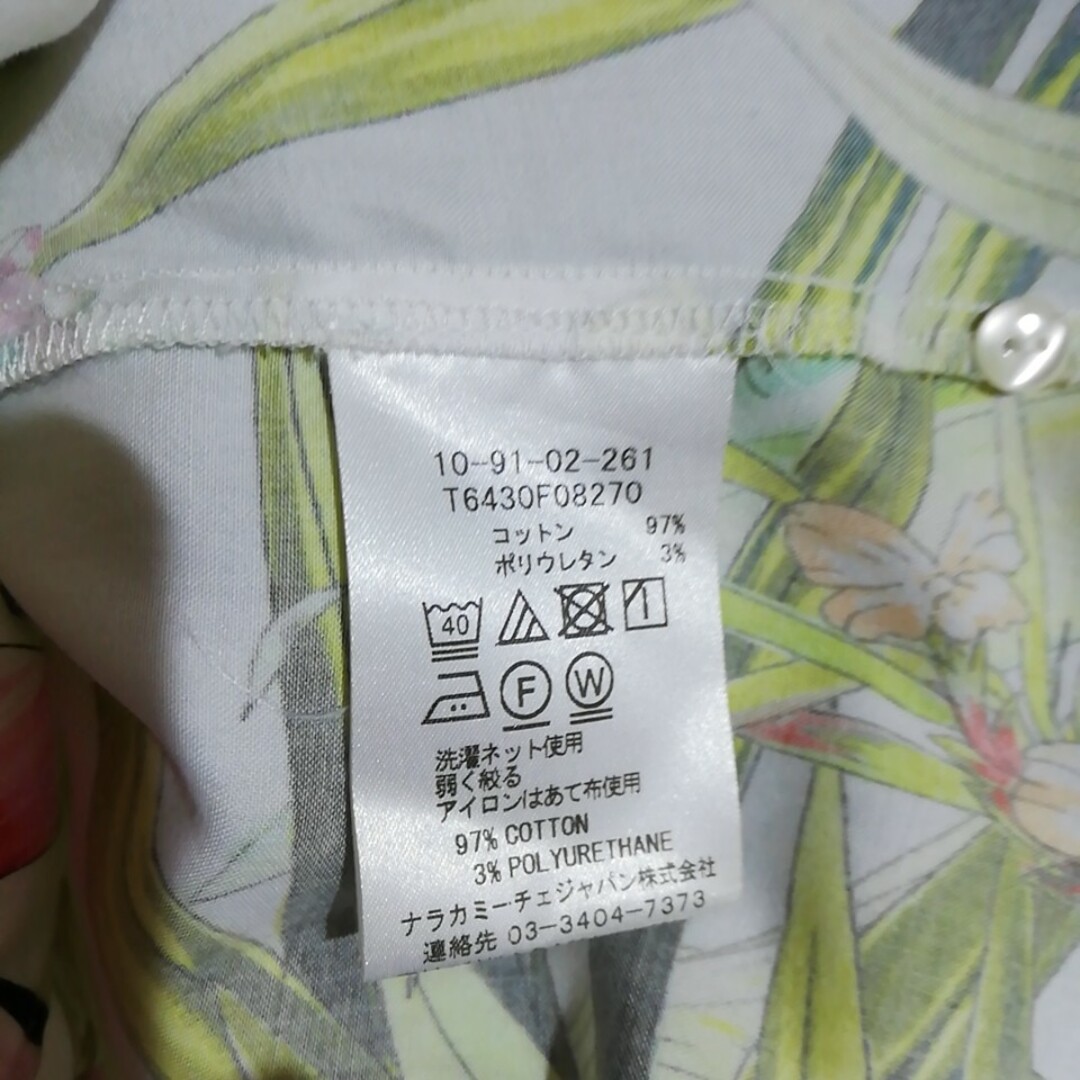 10-91-02-261
T6430F08270
コットン 97%
ポリウレタン 3%
40
F W
洗濯ネット使用
弱く絞る
アイロンはあて布使用
97% COTTON
3% POLYURETHANE
ナラカミーチェジャパン株式会社
連絡先 03-3404-7373